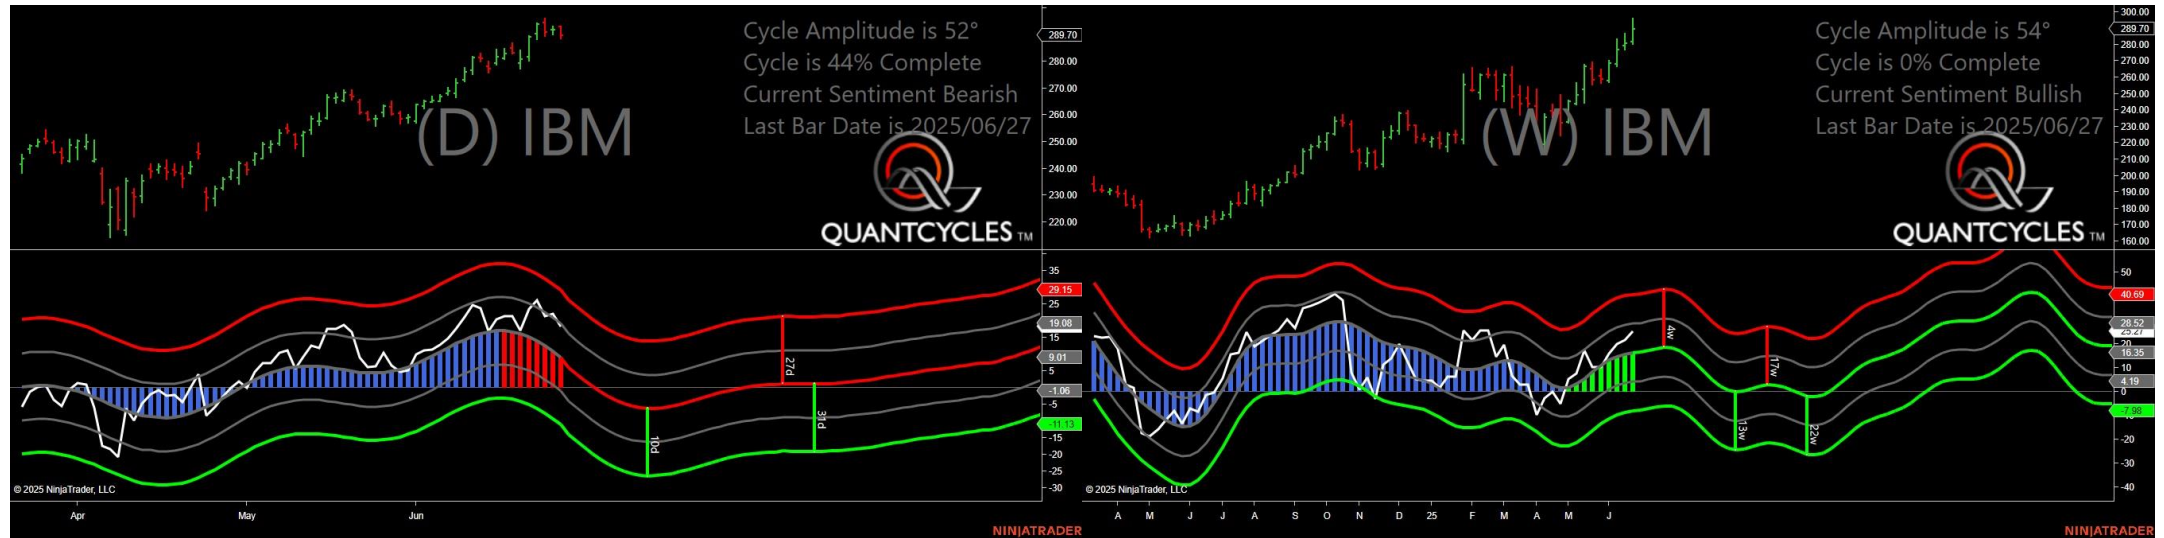 Cycle Amplitude is 52°
Cycle is 44% Complete
Current Sentiment Bearish
Last Bar Date is 2025/06/27
(D) IBM
QUANTCYCLES TM
289.70
280.00
270.00
260.00
250.00
240.00
230.00
220.00
35
29.15
25
19.08
15
9.01
5
-1.06
-5
-11.13
-15
-20
-25
-30
10d
27d
31d
© 2025 NinjaTrader, LLC
Apr
May
Jun
NINJATRADER
Cycle Amplitude is 54°
Cycle is 0% Complete
Current Sentiment Bullish
Last Bar Date is 2025/06/27
(W) IBM
QUANTCYCLES TM
300.00
289.70
280.00
270.00
260.00
250.00
240.00
230.00
220.00
210.00
200.00
190.00
180.00
170.00
160.00
50
40.69
28.52
25.27
20
16.35
10
4.19
0
-7.98
-20
-30
-40
4w
13w
17w
22w
© 2025 NinjaTrader, LLC
A M J J A S O N D 25 F M A M J
NINJATRADER